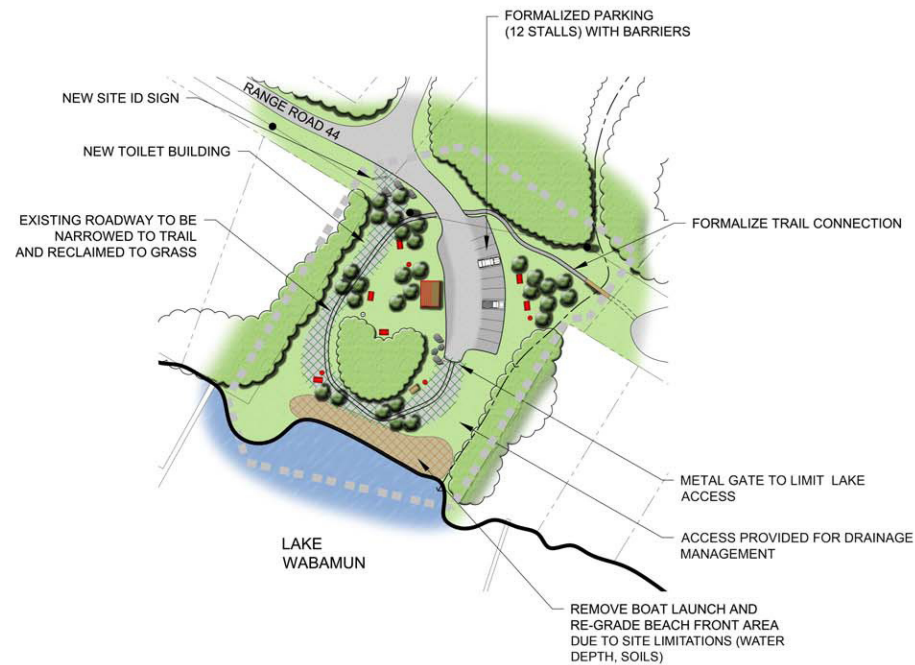 FORMALIZED PARKING
(12 STALLS) WITH BARRIERS
NEW SITE ID SIGN
RANGE ROAD 44
NEW TOILET BUILDING
EXISTING ROADWAY TO BE
NARROWED TO TRAIL
AND RECLAIMED TO GRASS
FORMALIZE TRAIL CONNECTION
METAL GATE TO LIMIT LAKE
ACCESS
ACCESS PROVIDED FOR DRAINAGE
MANAGEMENT
LAKE
WABAMUN
REMOVE BOAT LAUNCH AND
RE-GRADE BEACH FRONT AREA
DUE TO SITE LIMITATIONS (WATER
DEPTH, SOILS)